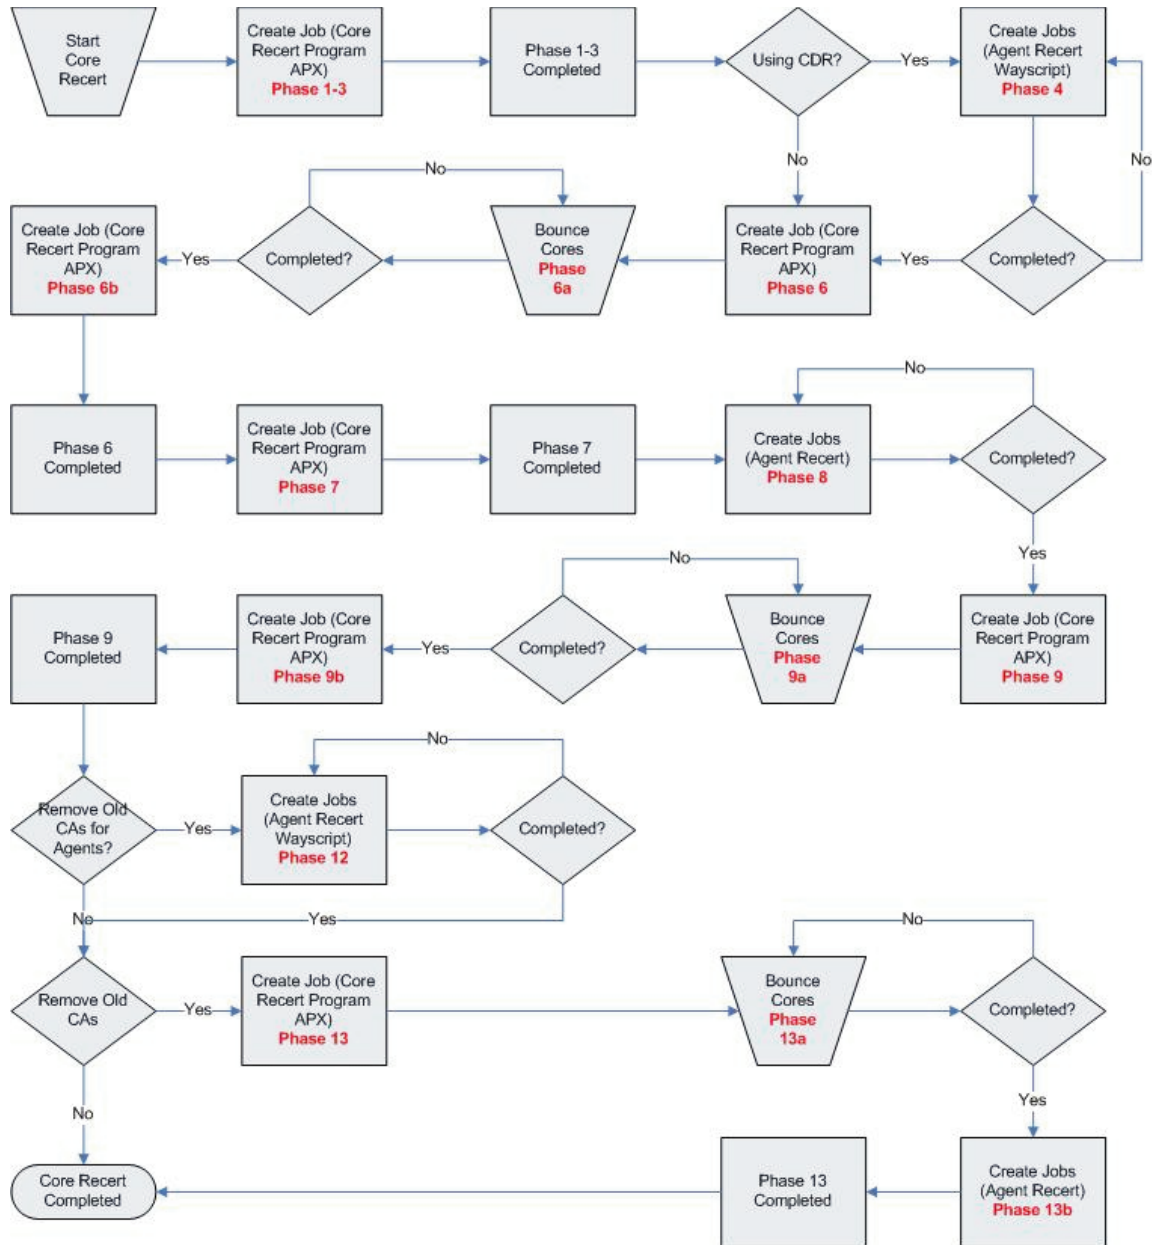 Start
Core
Recert
Create Job (Core
Recert Program
APX)
Phase 1-3
Phase 1-3
Completed
Using CDR?
Yes
Create Jobs
(Agent Recert
Wayscript)
Phase 4
No
No
No
Create Job (Core
Recert Program
APX)
Phase 6b
Yes
Completed?
Bounce
Cores
Phase
6a
Create Job (Core
Recert Program
APX)
Phase 6
Yes
Completed?
No
Phase 6
Completed
Create Job (Core
Recert Program
APX)
Phase 7
Phase 7
Completed
Create Jobs
(Agent Recert)
Phase 8
Completed?
Yes
No
Phase 9
Completed
Create Job (Core
Recert Program
APX)
Phase 9b
Yes
Completed?
Bounce
Cores
Phase
9a
Create Job (Core
Recert Program
APX)
Phase 9
No
Remove Old
CAs for
Agents?
Yes
Create Jobs
(Agent Recert
Wayscript)
Phase 12
Completed?
No
Yes
No
Remove Old
CAs
Yes
Create Job (Core
Recert Program
APX)
Phase 13
Bounce
Cores
Phase
13a
Completed?
No
Yes
Core Recert
Completed
Phase 13
Completed
Create Jobs
(Agent Recert)
Phase 13b